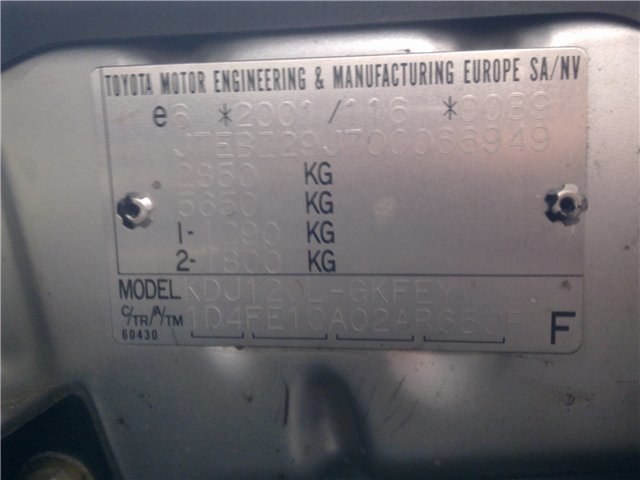 TOYOTA MOTOR ENGINEERING & MANUFACTURING EUROPE SA/NV
e6 *2001/116 *0089
JTEBZ29J700066949
2850 KG
5650 KG
1- 1290 KG
2- 1800 KG
MODEL KDJ120L-GKFEYW
C/TR/A/TM 1D4FE10A02A
60430
F